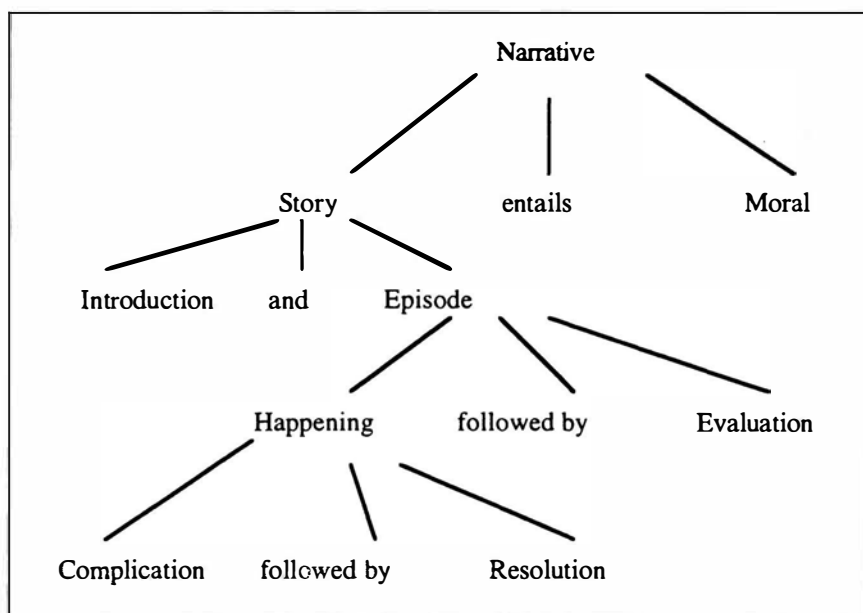 Narrative
Story entails Moral
Introduction and Episode
Happening followed by Evaluation
Complication followed by Resolution